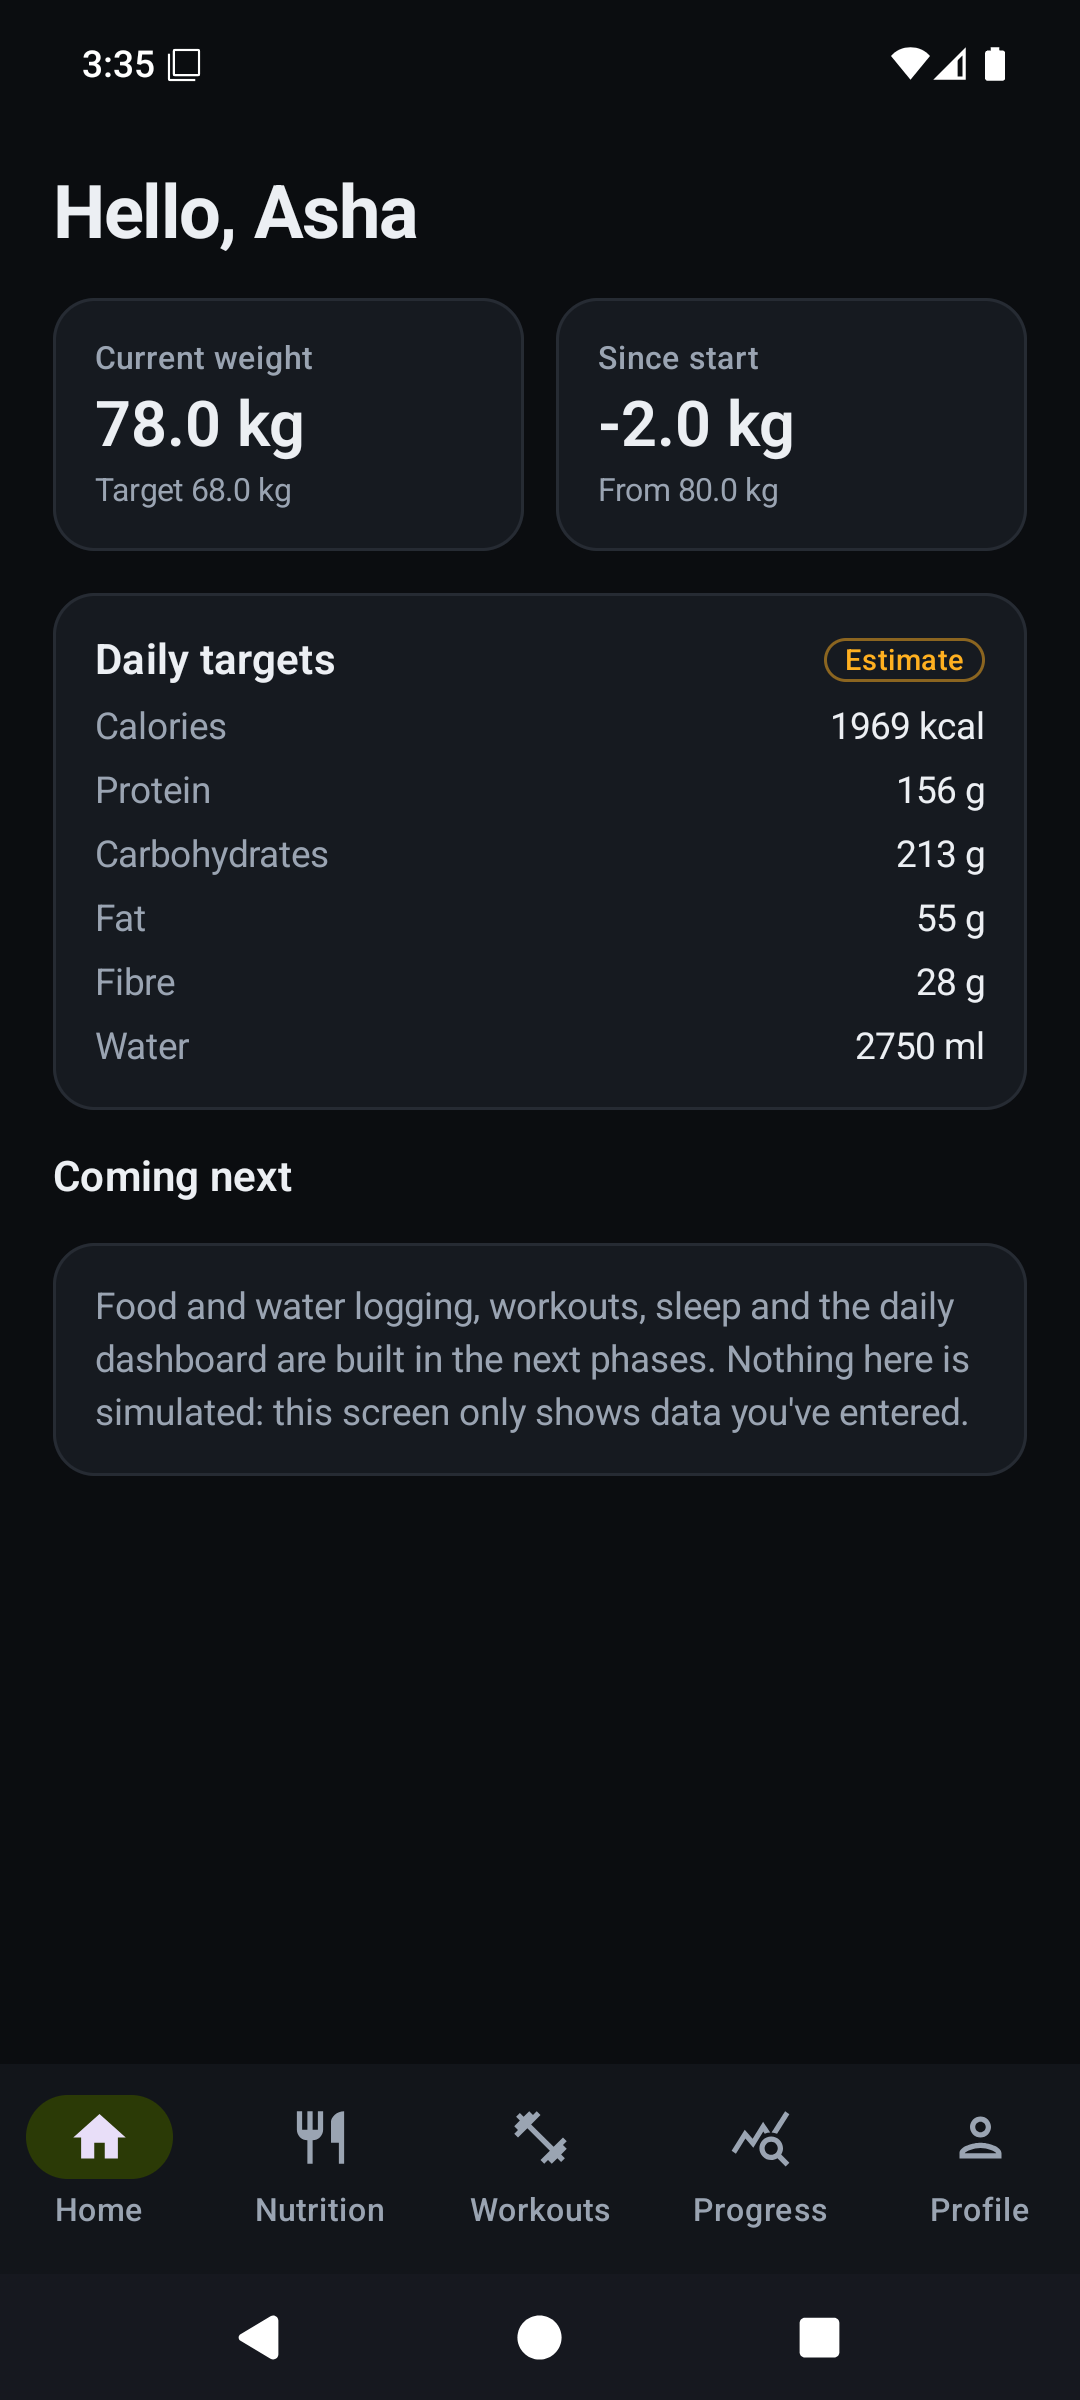 3:35
Hello, Asha
Current weight
78.0 kg
Target 68.0 kg
Since start
-2.0 kg
From 80.0 kg
Daily targets
Estimate
Calories 1969 kcal
Protein 156 g
Carbohydrates 213 g
Fat 55 g
Fibre 28 g
Water 2750 ml
Coming next
Food and water logging, workouts, sleep and the daily
dashboard are built in the next phases. Nothing here is
simulated: this screen only shows data you've entered.
Home Nutrition Workouts Progress Profile